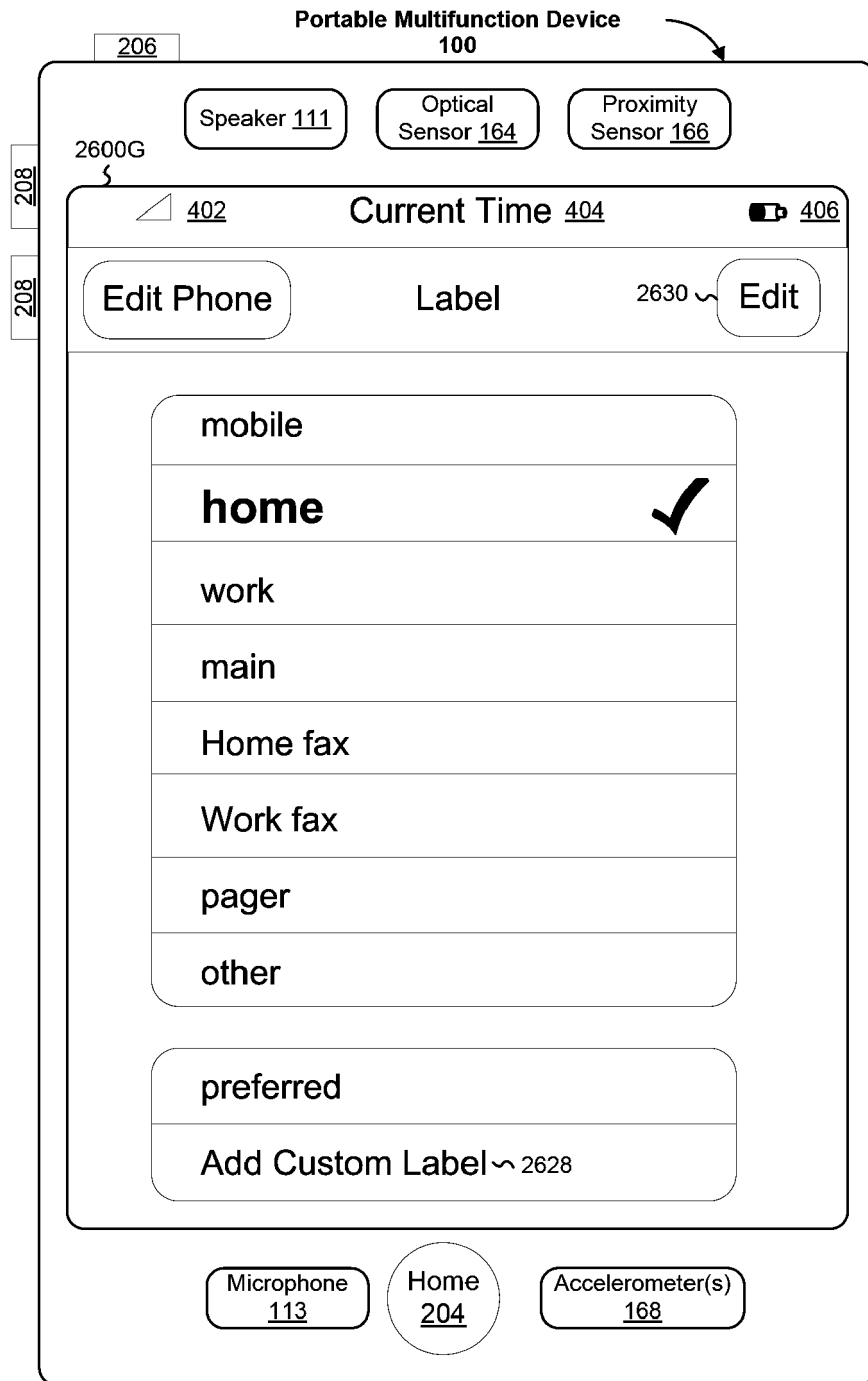 Portable Multifunction Device
100
206
Speaker 111
Optical
Sensor 164
Proximity
Sensor 166
2600G
208
402
Current Time 404
406
208
Edit Phone
Label
2630
Edit
mobile
home
work
main
Home fax
Work fax
pager
other
preferred
Add Custom Label
2628
Microphone
113
Home
204
Accelerometer(s)
168